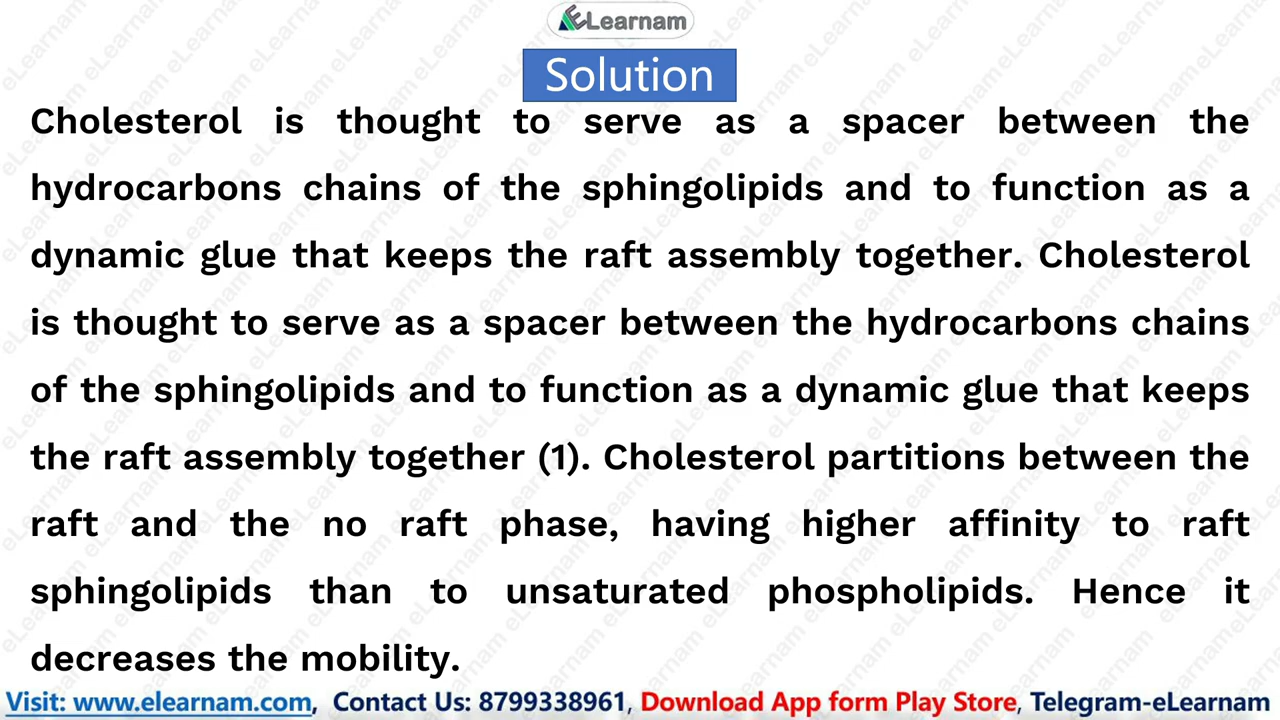 ELearnam
Solution
Cholesterol is thought to serve as a spacer between the
hydrocarbons chains of the sphingolipids and to function as a
dynamic glue that keeps the raft assembly together. Cholesterol
is thought to serve as a spacer between the hydrocarbons chains
of the sphingolipids and to function as a dynamic glue that keeps
the raft assembly together (1). Cholesterol partitions between the
raft and the no raft phase, having higher affinity to raft
sphingolipids than to unsaturated phospholipids. Hence it
decreases the mobility.
Visit: www.elearnam.com, Contact Us: 8799338961, Download App form Play Store, Telegram-eLearnam